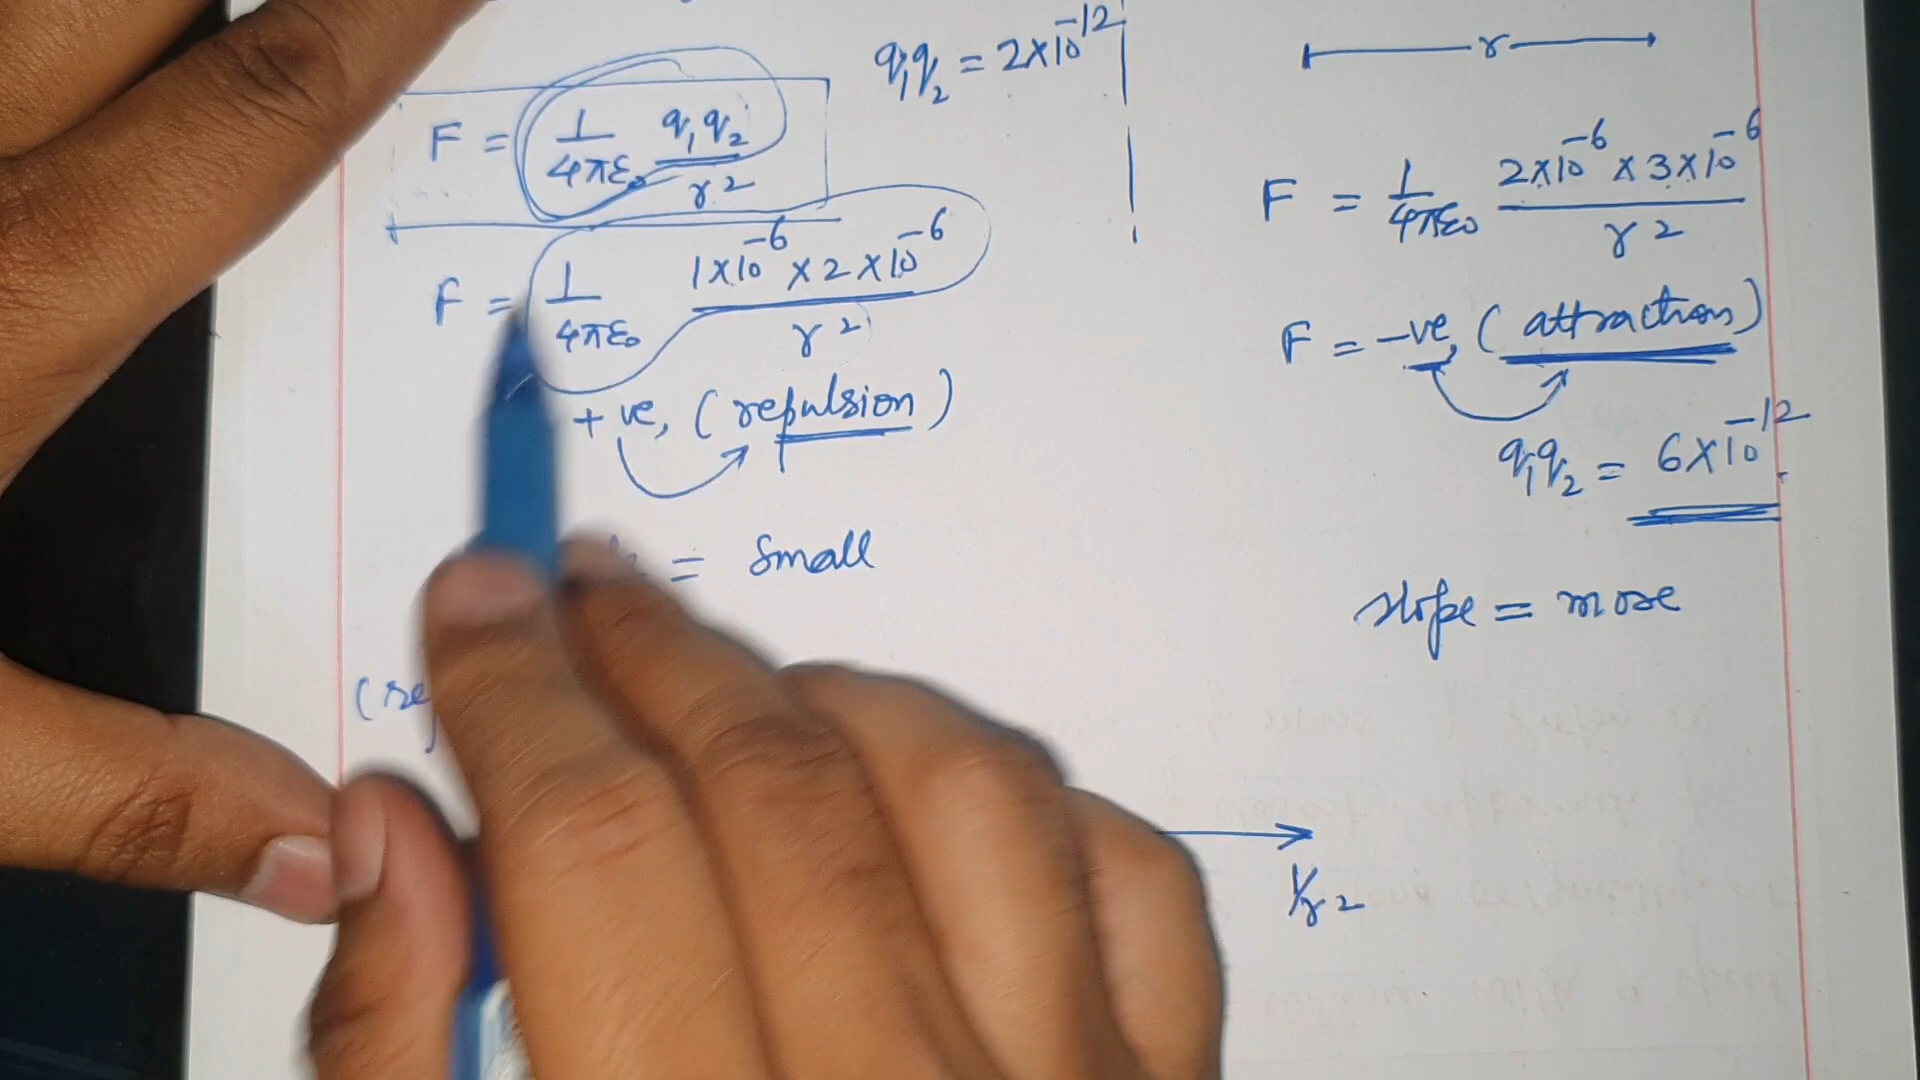 q₁q₂ = 2×10⁻¹²
F = 1/4πε₀ q₁q₂/r²
F = 1/4πε₀ 1×10⁻⁶ × 2×10⁻⁶/r²
+ve, (repulsion)
= small
(re
r
F = 1/4πε₀ 2×10⁻⁶ × 3×10⁻⁶/r²
F = -ve, (attraction)
q₁q₂ = 6×10⁻¹²
slope = more
1/r²